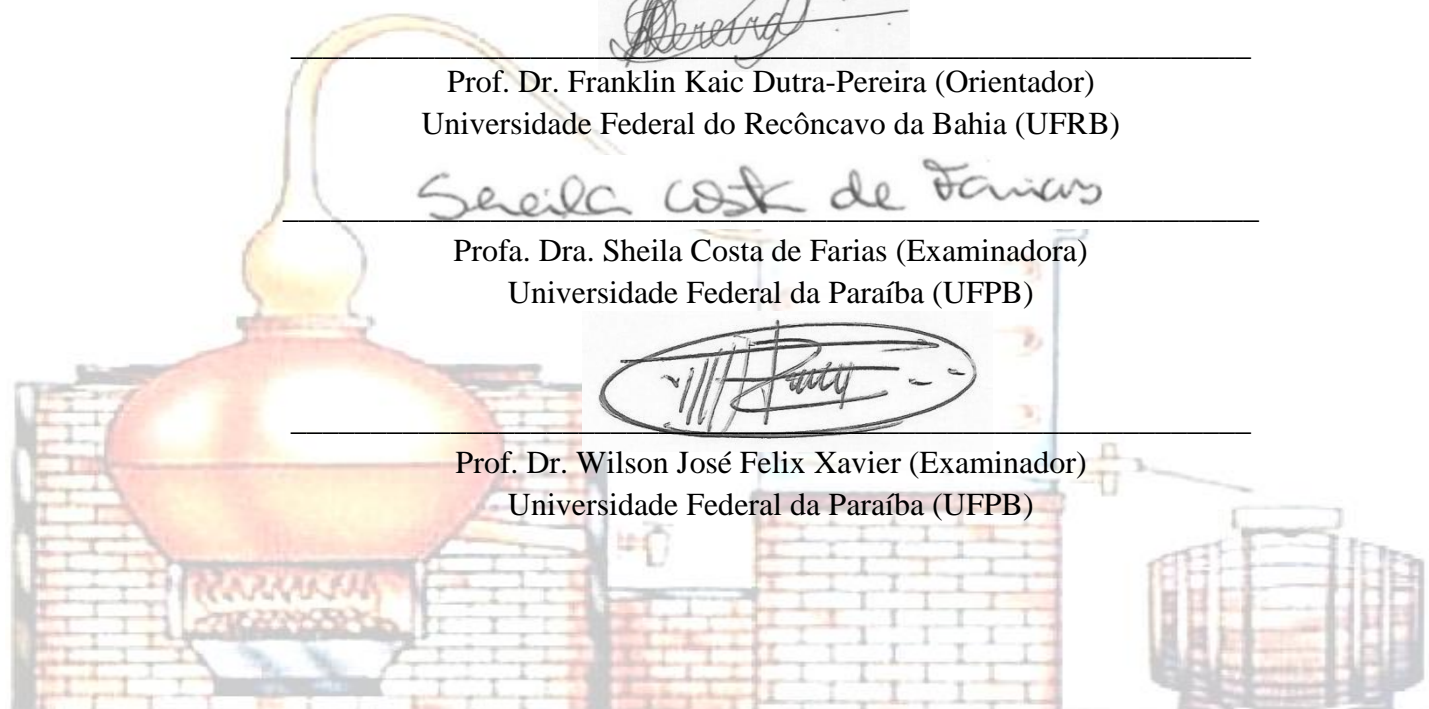 Prof. Dr. Franklin Kaic Dutra-Pereira (Orientador)
Universidade Federal do Recôncavo da Bahia (UFRB)
Sheila Costa de Farias
Profa. Dra. Sheila Costa de Farias (Examinadora)
Universidade Federal da Paraíba (UFPB)
Prof. Dr. Wilson José Felix Xavier (Examinador)
Universidade Federal da Paraíba (UFPB)